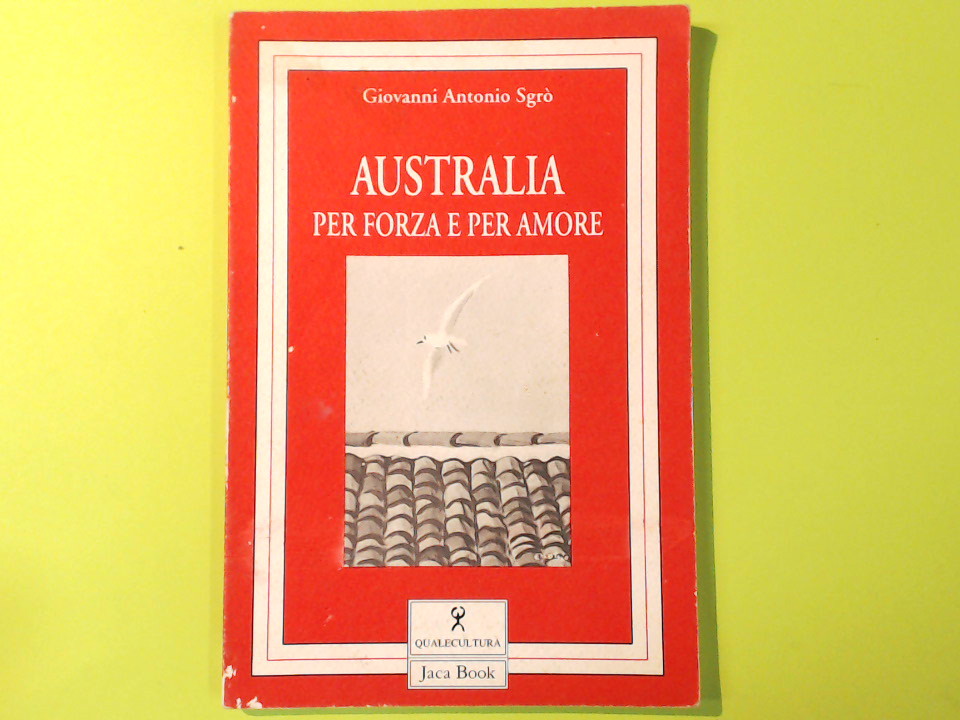 Giovanni Antonio Sgrò
AUSTRALIA
PER FORZA E PER AMORE
QUALECULTURA
Jaca Book